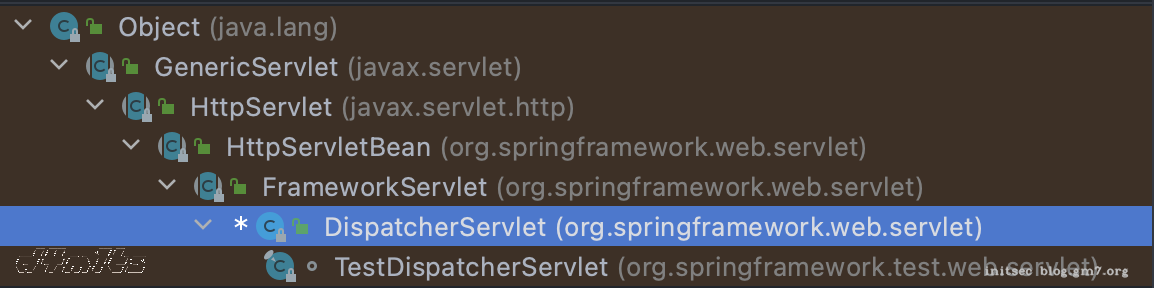 Object (java.lang)
GenericServlet (javax.servlet)
HttpServlet (javax.servlet.http)
HttpServletBean (org.springframework.web.servlet)
FrameworkServlet (org.springframework.web.servlet)
* DispatcherServlet (org.springframework.web.servlet)
TestDispatcherServlet (org.springframework.test.web.servlet)
initsec blog.gm7.org